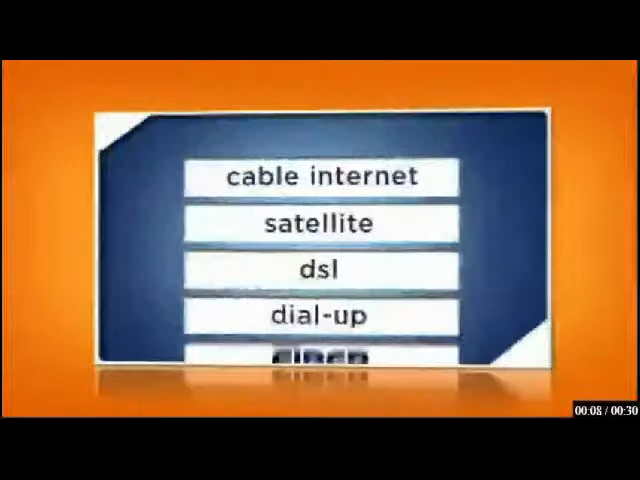 cable internet
satellite
dsl
dial-up
00:08 / 00:30